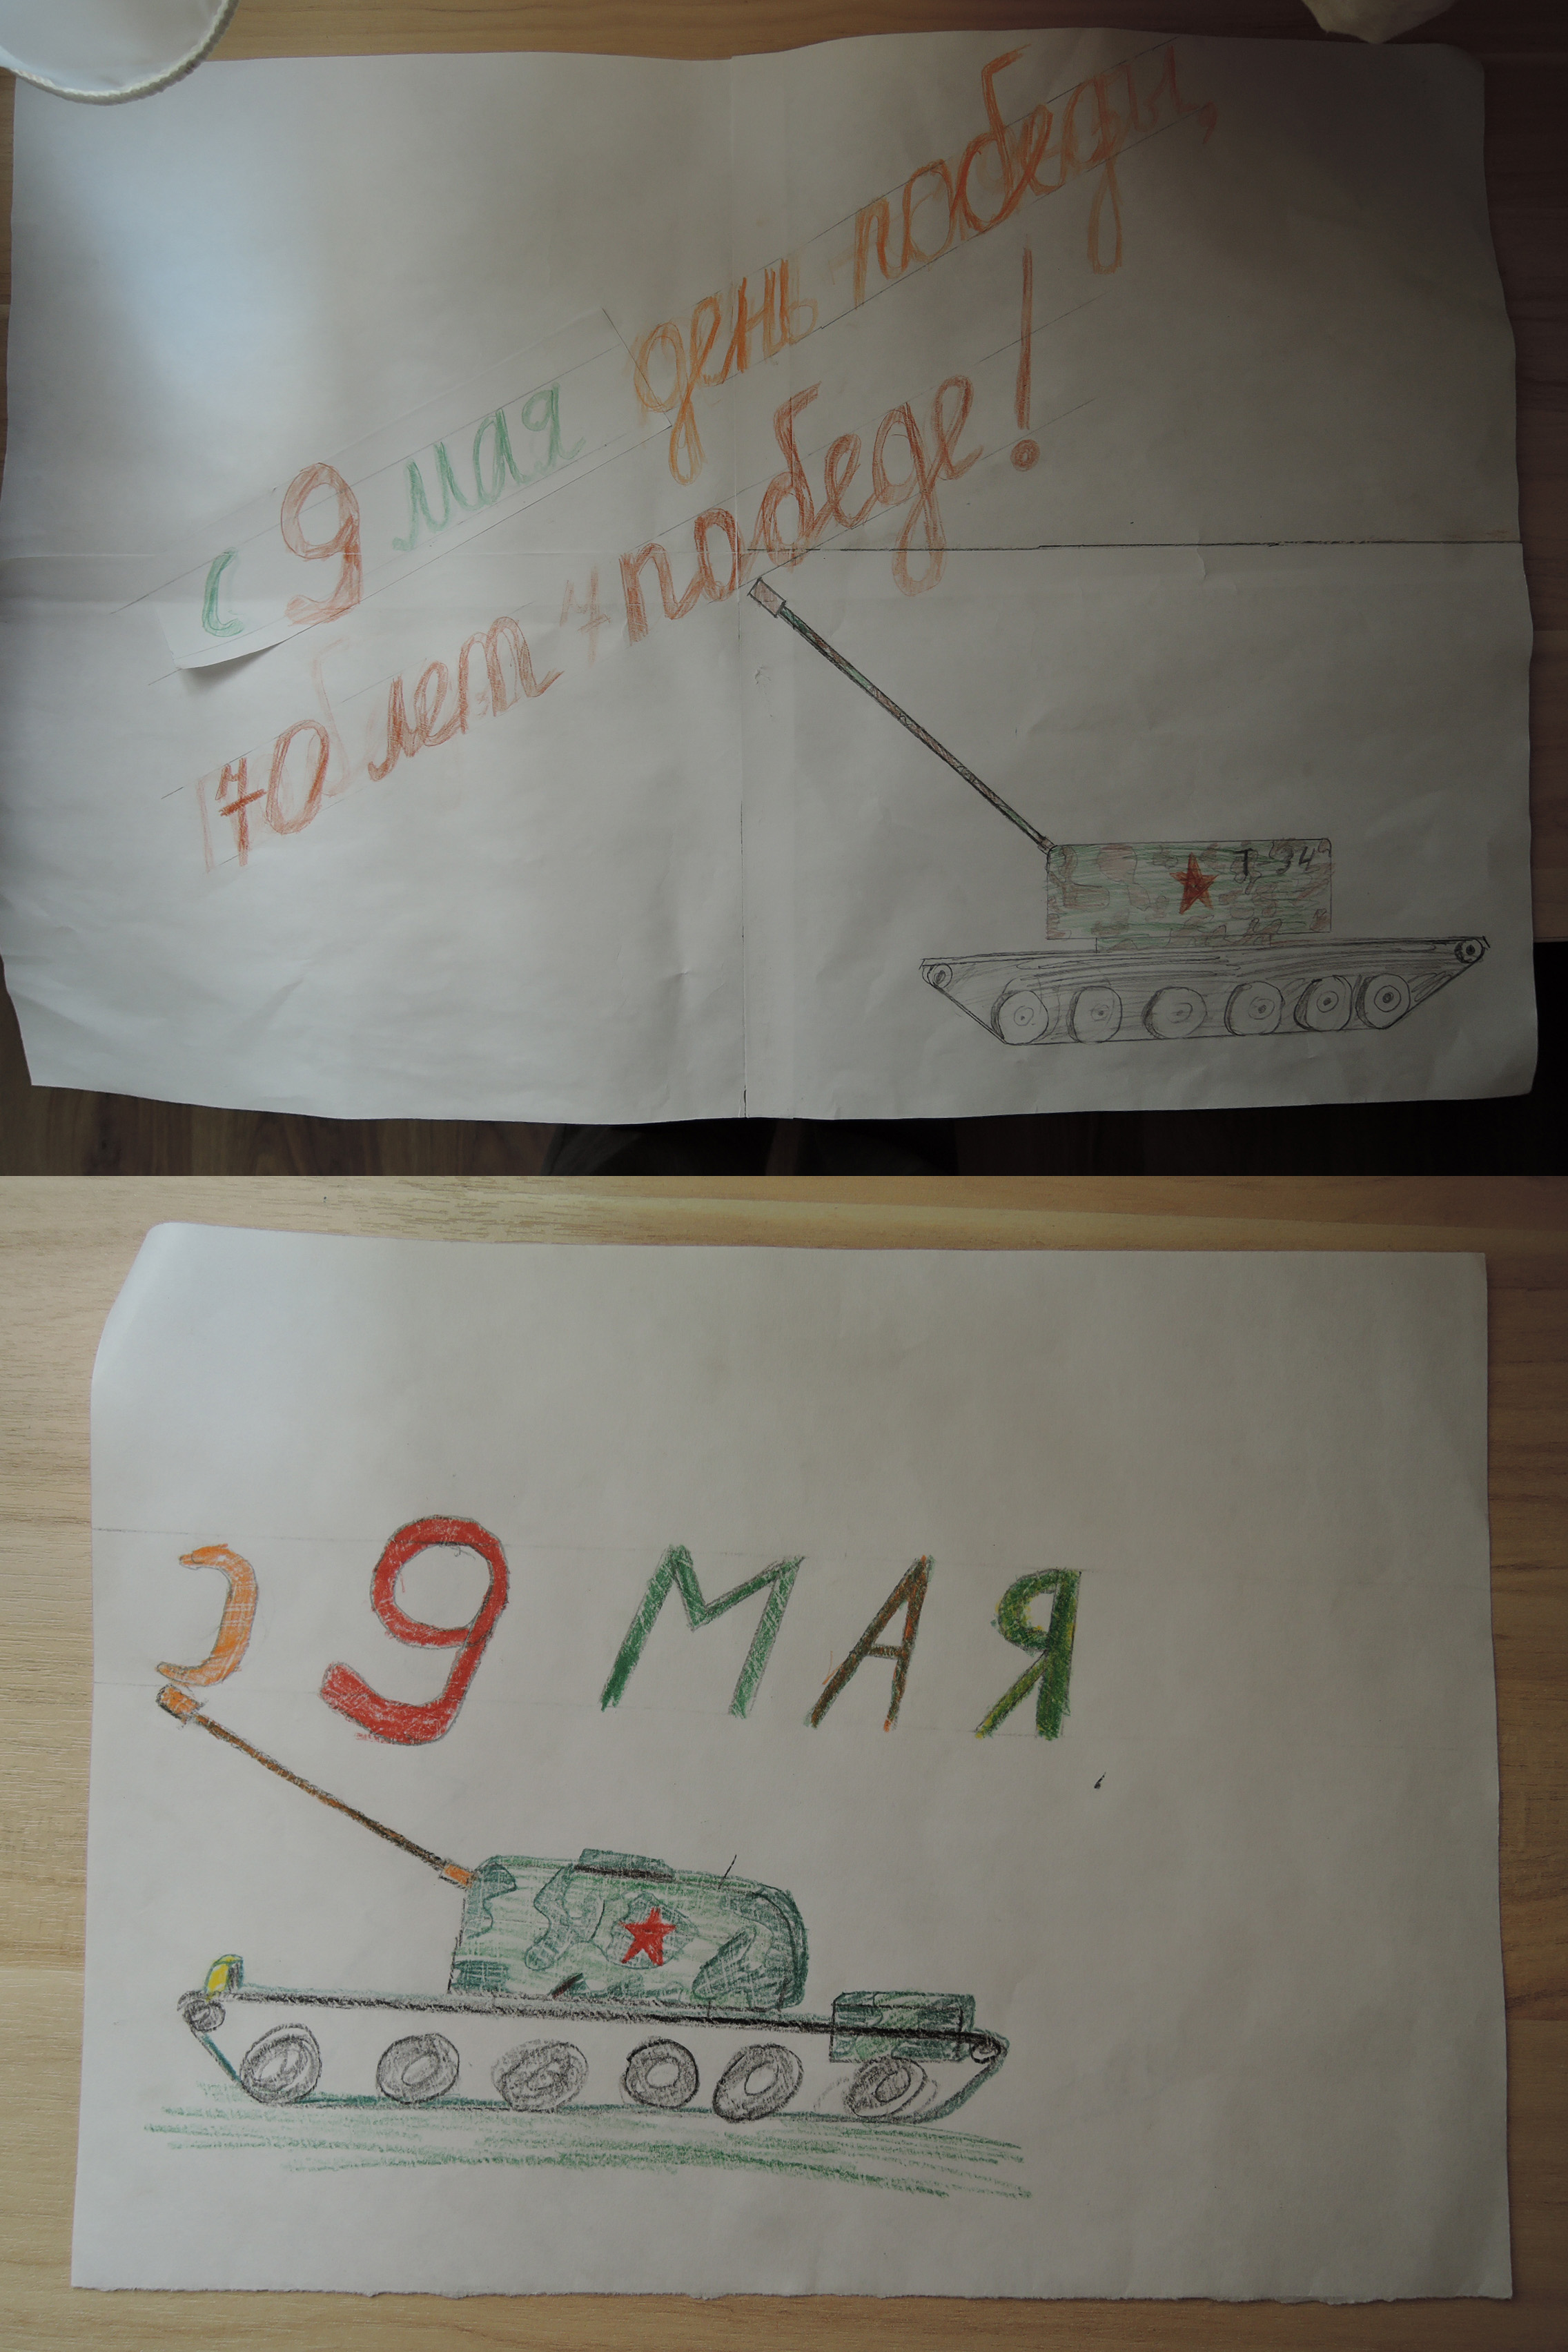 с 9 мая день победы,
70 лет победе!
Т 34
С 9 МАЯ